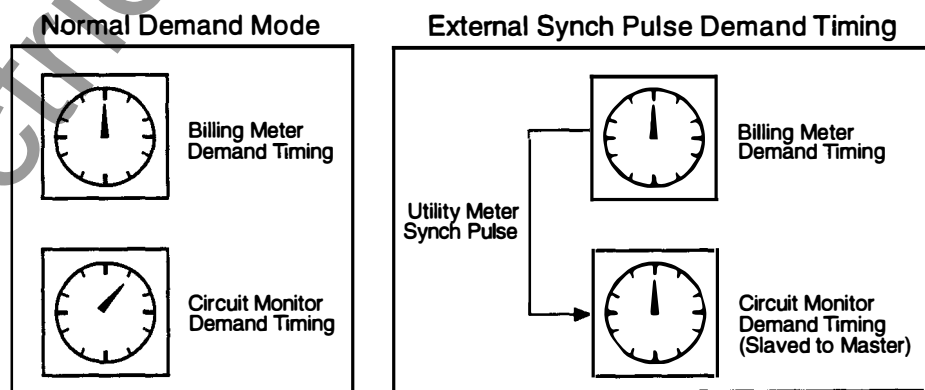 Normal Demand Mode
Billing Meter
Demand Timing
Circuit Monitor
Demand Timing
External Synch Pulse Demand Timing
Billing Meter
Demand Timing
Utility Meter
Synch Pulse
Circuit Monitor
Demand Timing
(Slaved to Master)